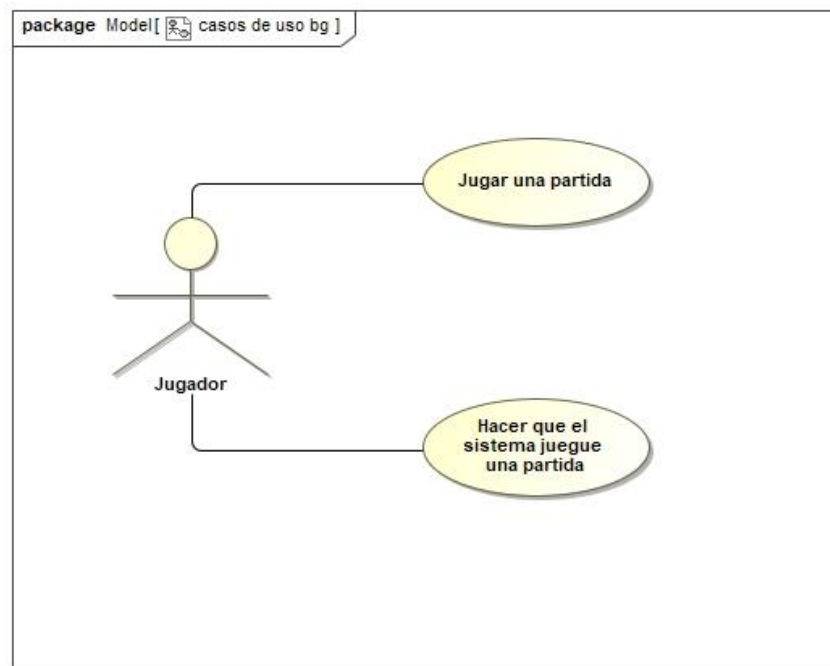 package Model[ casos de uso bg ]
Jugar una partida
Jugador
Hacer que el
sistema juegue
una partida